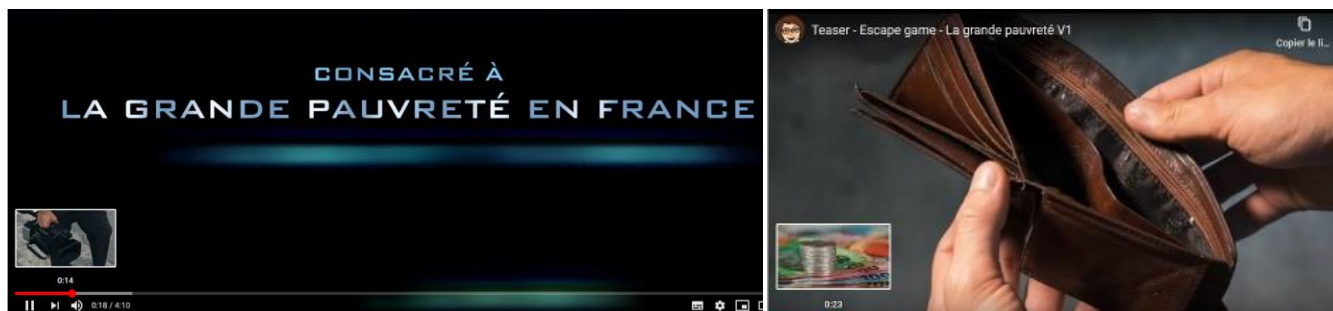 CONSACRÉ À
LA GRANDE PAUVRETÉ EN FRANCE
0:14
0:18 / 4:10
Teaser - Escape game - La grande pauvreté V1
Copier le li...
0:23